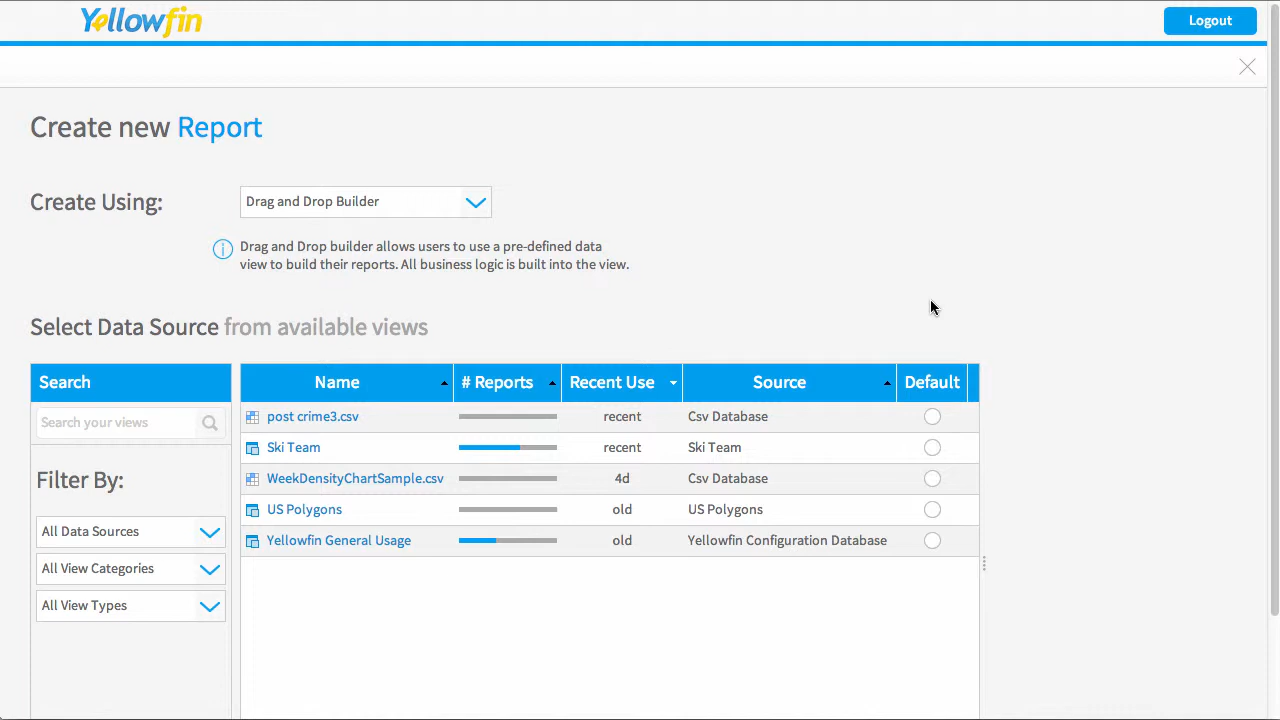 Yellowfin
Logout
Create new Report
Create Using:
Drag and Drop Builder
Drag and Drop builder allows users to use a pre-defined data
view to build their reports. All business logic is built into the view.
Select Data Source from available views
Search
Search your views
Filter By:
All Data Sources
All View Categories
All View Types
Name # Reports Recent Use Source Default
post crime3.csv recent Csv Database
Ski Team recent Ski Team
WeekDensityChartSample.csv 4d Csv Database
US Polygons old US Polygons
Yellowfin General Usage old Yellowfin Configuration Database